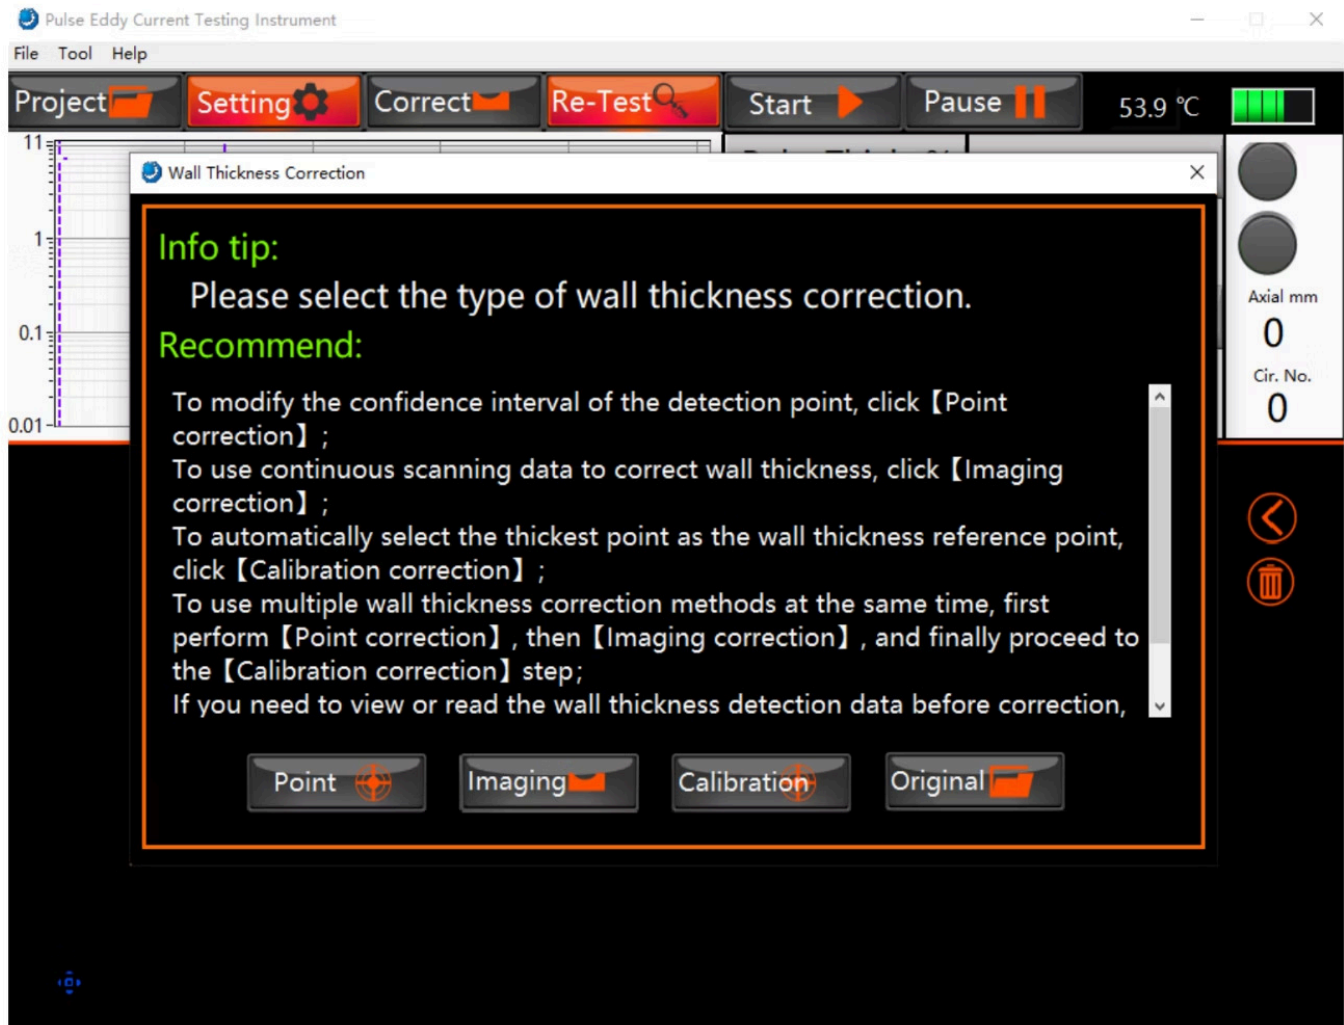 Pulse Eddy Current Testing Instrument
File Tool Help
Project Setting Correct Re-Test Start Pause 53.9 ℃
11
1
0.1
0.01
Axial mm
0
Cir. No.
0
Wall Thickness Correction
Info tip:
Please select the type of wall thickness correction.
Recommend:
To modify the confidence interval of the detection point, click【Point
correction】;
To use continuous scanning data to correct wall thickness, click【Imaging
correction】;
To automatically select the thickest point as the wall thickness reference point,
click【Calibration correction】;
To use multiple wall thickness correction methods at the same time, first
perform【Point correction】, then【Imaging correction】, and finally proceed to
the【Calibration correction】step;
If you need to view or read the wall thickness detection data before correction,
Point Imaging Calibration Original